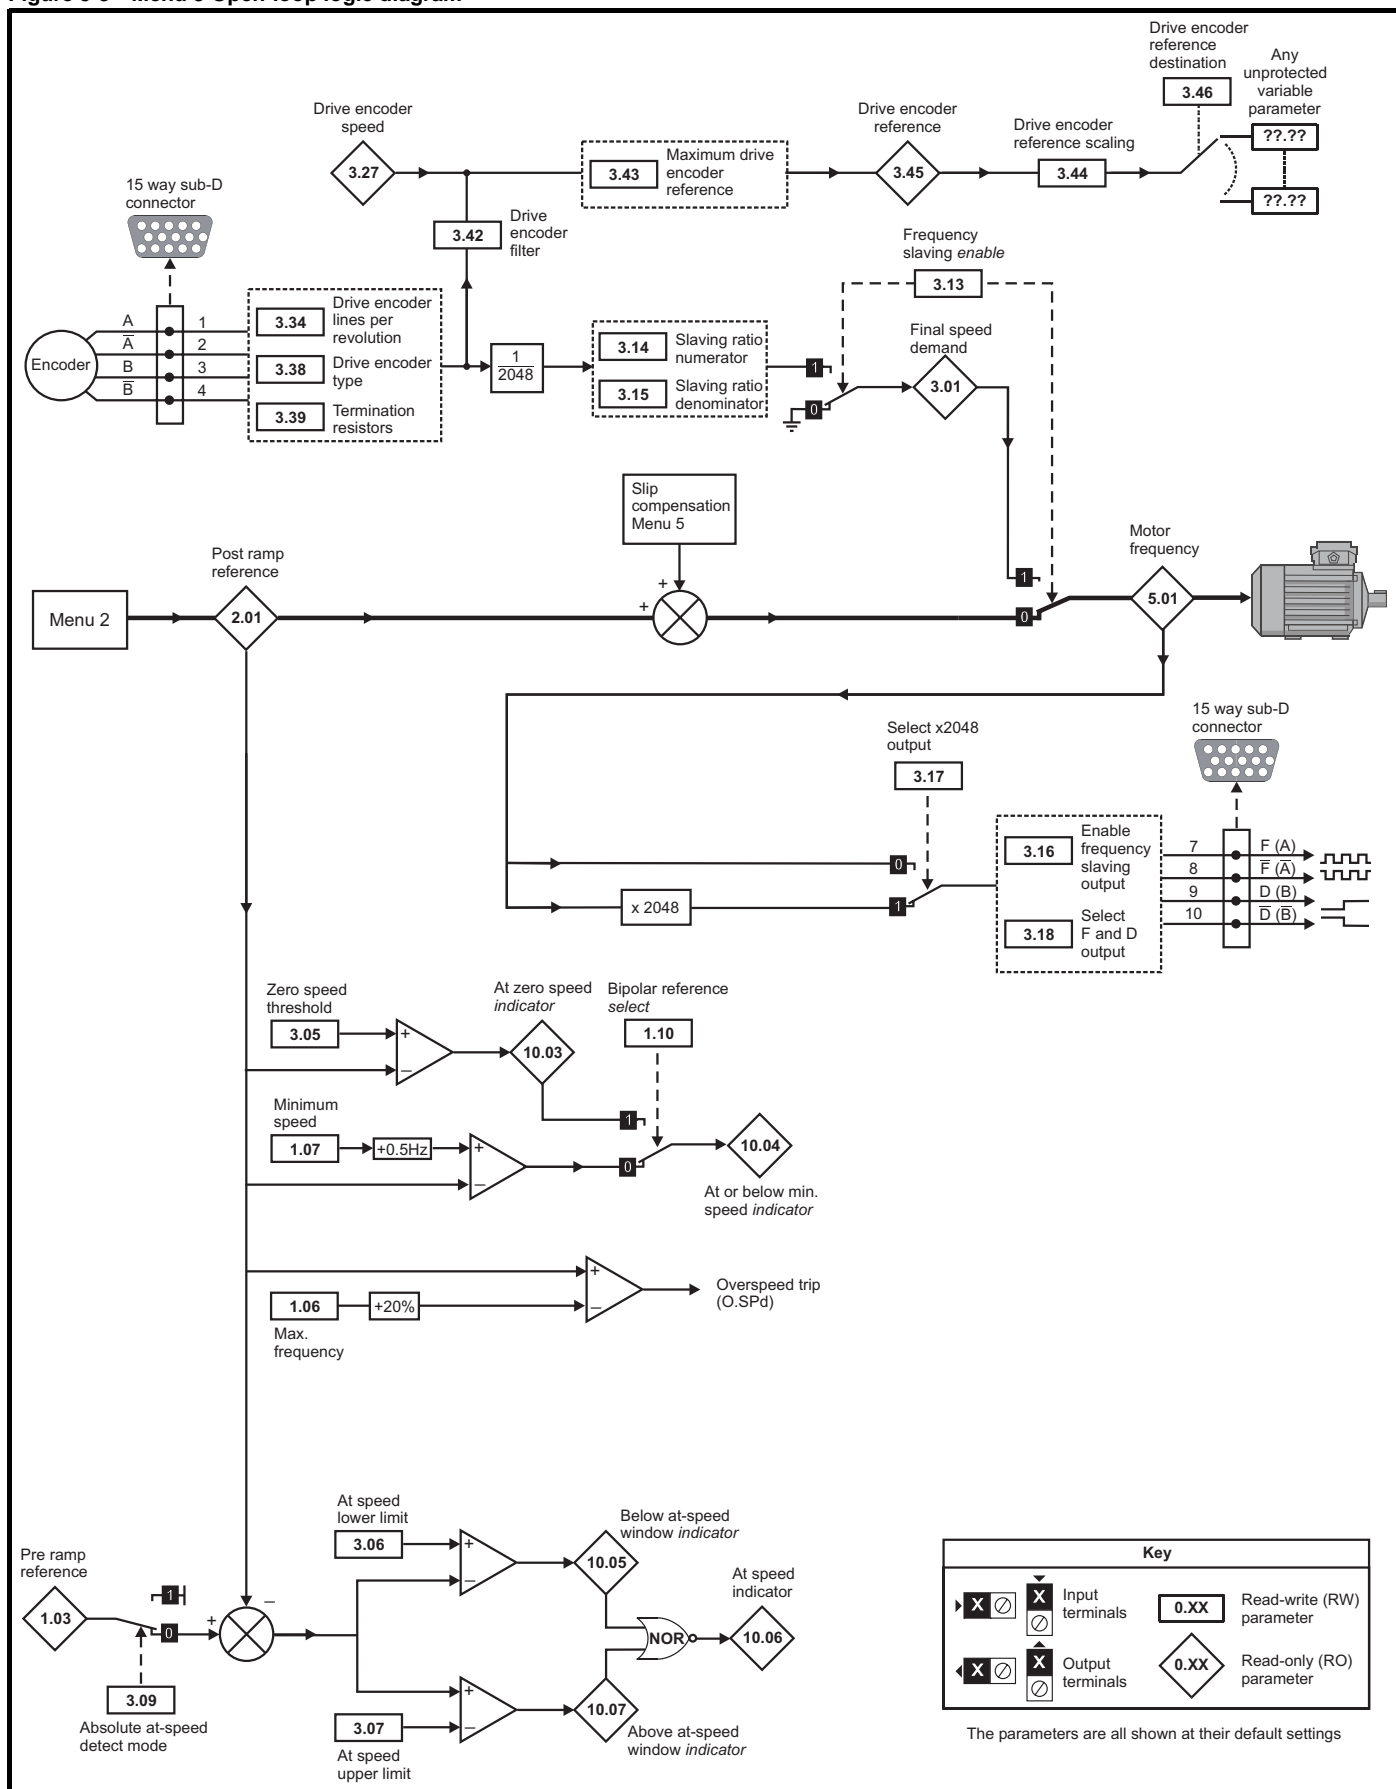 Drive encoder
reference
destination
3.46
Any
unprotected
variable
parameter
??.??
??.??
Drive encoder
speed
3.27
3.43
Maximum drive
encoder
reference
Drive encoder
reference
3.45
Drive encoder
reference scaling
3.44
15 way sub-D
connector
3.42
Drive
encoder
filter
Frequency
slaving enable
3.13
Encoder
A
A
B
B
1
2
3
4
3.34
Drive encoder
lines per
revolution
3.38
Drive encoder
type
3.39
Termination
resistors
1
2048
3.14
Slaving ratio
numerator
3.15
Slaving ratio
denominator
1
0
Final speed
demand
3.01
Slip
compensation
Menu 5
Menu 2
Post ramp
reference
2.01
+
+
1
0
Motor
frequency
5.01
15 way sub-D
connector
Select x2048
output
3.17
0
x 2048
1
3.16
Enable
frequency
slaving
output
3.18
Select
F and D
output
7
8
9
10
F (A)
F (A)
D (B)
D (B)
Zero speed
threshold
3.05
+
–
At zero speed
indicator
10.03
Bipolar reference
select
1.10
1
0
Minimum
speed
1.07
+0.5Hz
+
–
10.04
At or below min.
speed indicator
1.06
Max.
frequency
+20%
+
–
Overspeed trip
(O.SPd)
Pre ramp
reference
1.03
1
0
3.09
Absolute at-speed
detect mode
+
–
At speed
lower limit
3.06
+
–
Below at-speed
window indicator
10.05
At speed
indicator
NOR
10.06
3.07
At speed
upper limit
+
–
10.07
Above at-speed
window indicator
Key
X
X
Input
terminals
0.XX
Read-write (RW)
parameter
X
X
Output
terminals
0.XX
Read-only (RO)
parameter
The parameters are all shown at their default settings